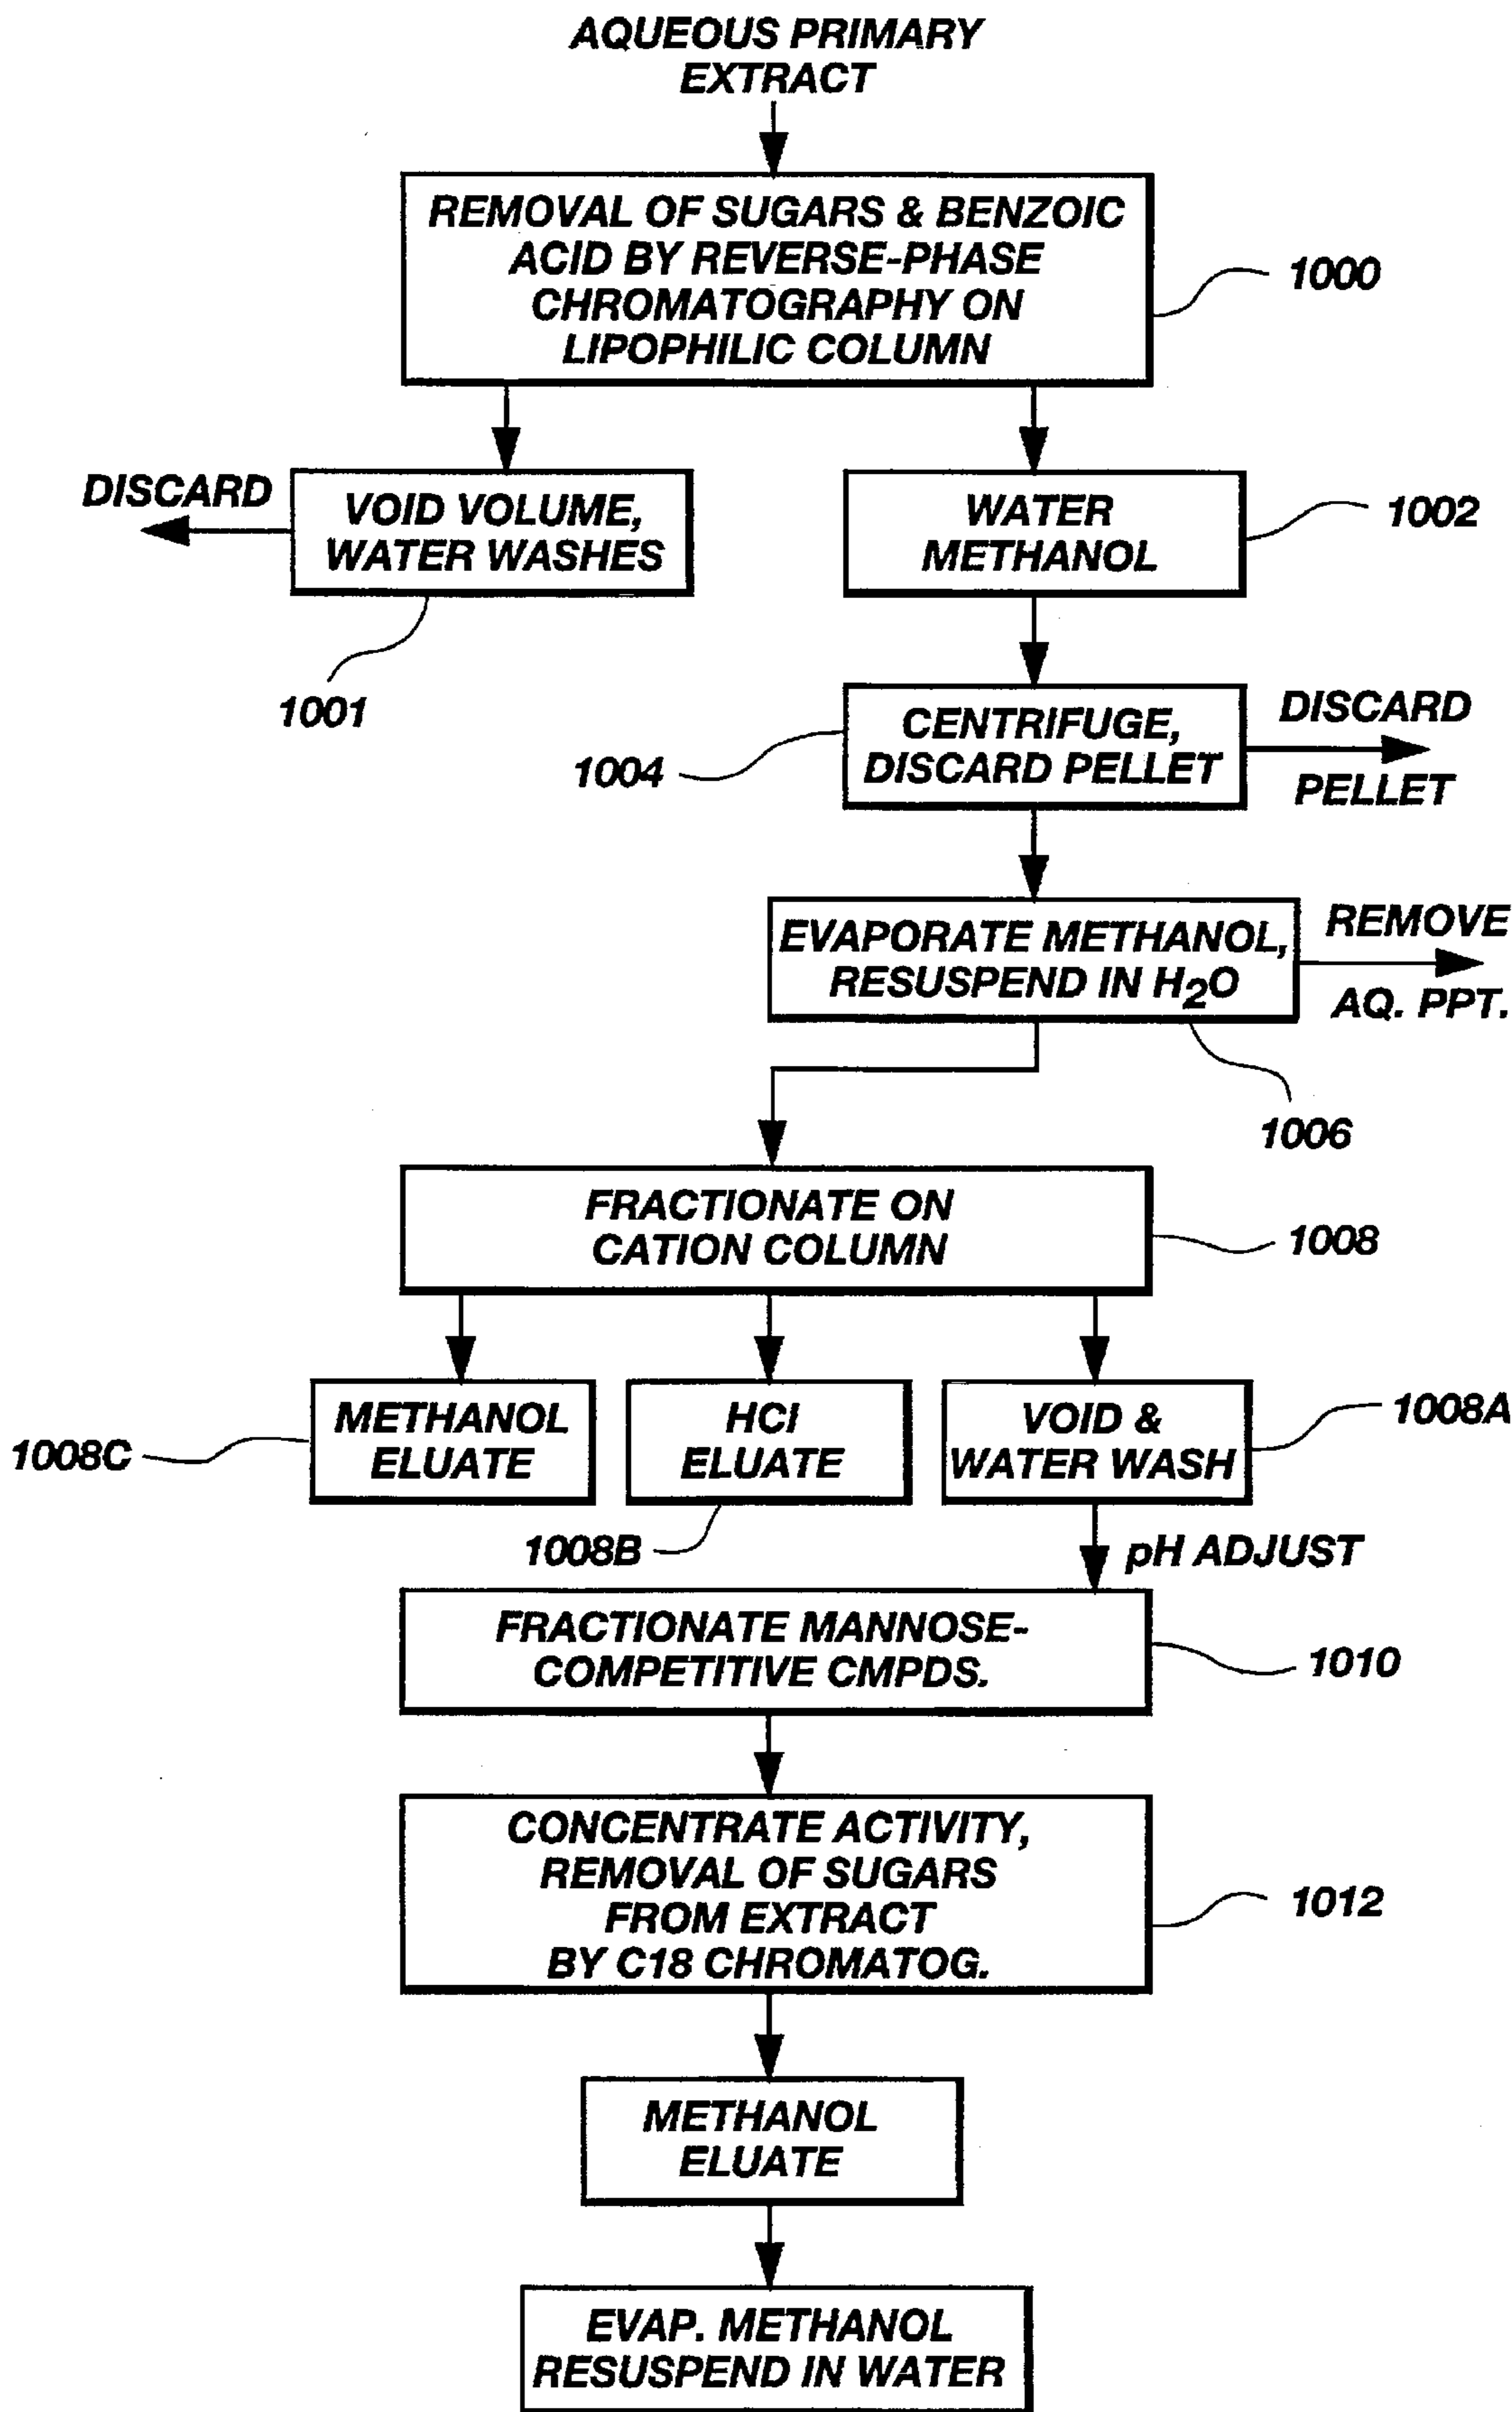 AQUEOUS PRIMARY
EXTRACT
REMOVAL OF SUGARS & BENZOIC
ACID BY REVERSE-PHASE
CHROMATOGRAPHY ON
LIPOPHILIC COLUMN
1000
DISCARD
VOID VOLUME,
WATER WASHES
1001
WATER
METHANOL
1002
CENTRIFUGE,
DISCARD PELLET
1004
DISCARD
PELLET
EVAPORATE METHANOL,
RESUSPEND IN H2O
REMOVE
AQ. PPT.
1006
FRACTIONATE ON
CATION COLUMN
1008
METHANOL
ELUATE
1008C
HCl
ELUATE
1008B
VOID &
WATER WASH
1008A
pH ADJUST
FRACTIONATE MANNOSE-
COMPETITIVE CMPDS.
1010
CONCENTRATE ACTIVITY,
REMOVAL OF SUGARS
FROM EXTRACT
BY C18 CHROMATOG.
1012
METHANOL
ELUATE
EVAP. METHANOL
RESUSPEND IN WATER